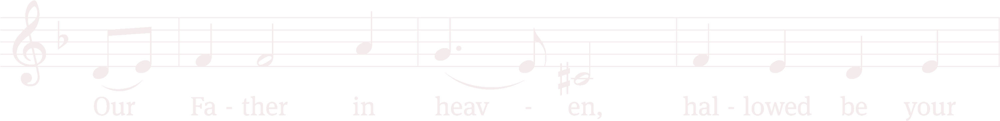 Our Fa - ther in heav - en, hal - lowed be your